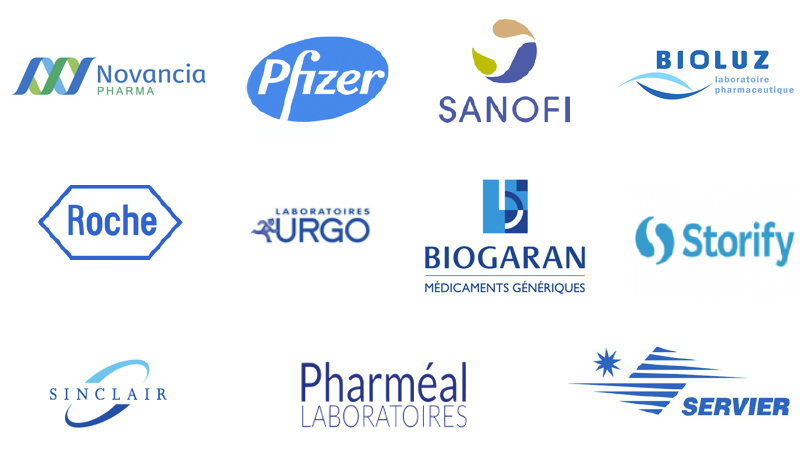 Novancia
PHARMA
Pfizer
SANOFI
BIOLUZ
laboratoire
pharmaceutique
Roche
LABORATOIRES
URGO
BIOGARAN
MÉDICAMENTS GÉNÉRIQUES
Storify
SINCLAIR
Pharméal
LABORATOIRES
SERVIER